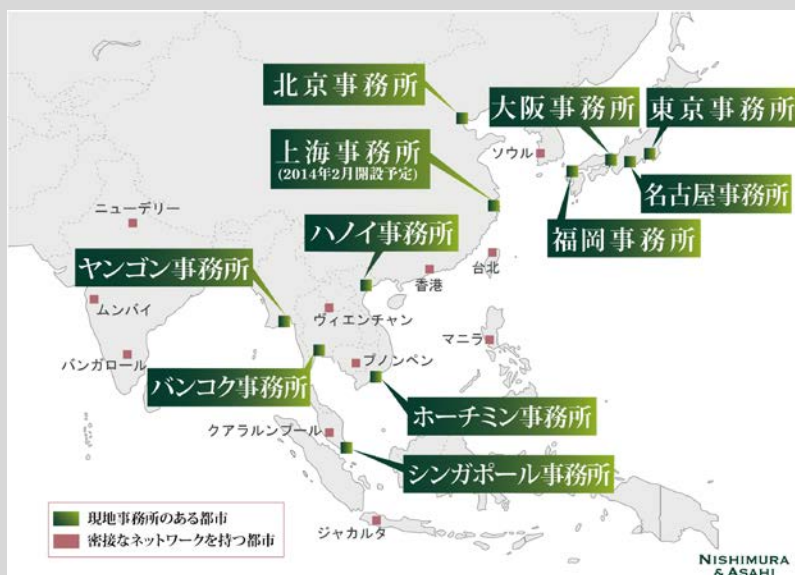 北京事務所
大阪事務所
東京事務所
上海事務所
(2014年2月開設予定)
ソウル
名古屋事務所
ニューデリー
ハノイ事務所
福岡事務所
ヤンゴン事務所
台北
香港
ムンバイ
ヴィエンチャン
マニラ
バンガロール
プノンペン
バンコク事務所
ホーチミン事務所
クアラルンプール
シンガポール事務所
現地事務所のある都市
密接なネットワークを持つ都市
ジャカルタ
NISHIMURA
& ASAHI